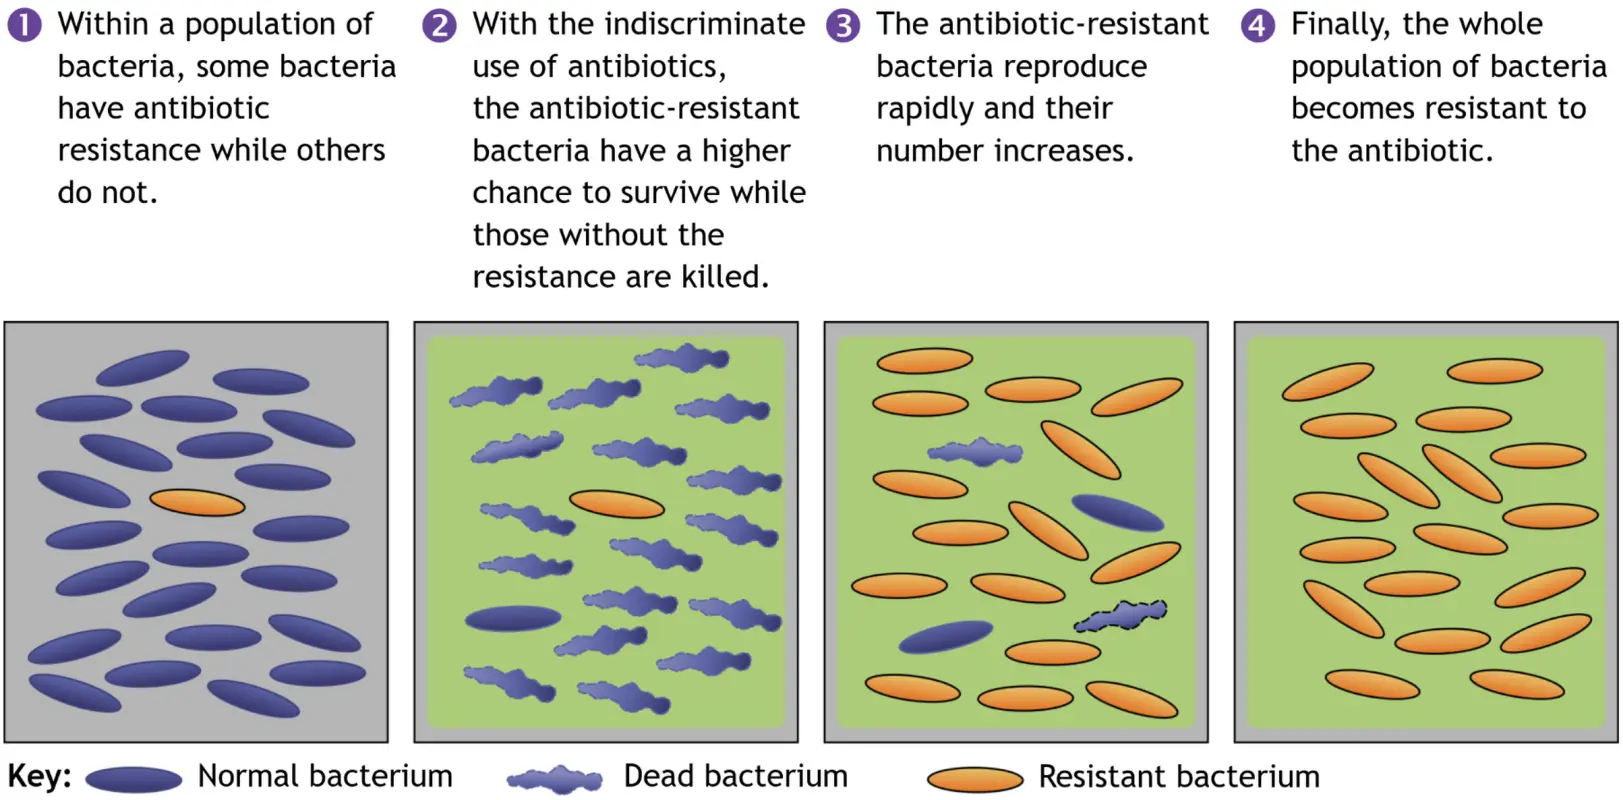 1 Within a population of
bacteria, some bacteria
have antibiotic
resistance while others
do not.
2 With the indiscriminate
use of antibiotics,
the antibiotic-resistant
bacteria have a higher
chance to survive while
those without the
resistance are killed.
3 The antibiotic-resistant
bacteria reproduce
rapidly and their
number increases.
4 Finally, the whole
population of bacteria
becomes resistant to
the antibiotic.
Key: Normal bacterium Dead bacterium Resistant bacterium